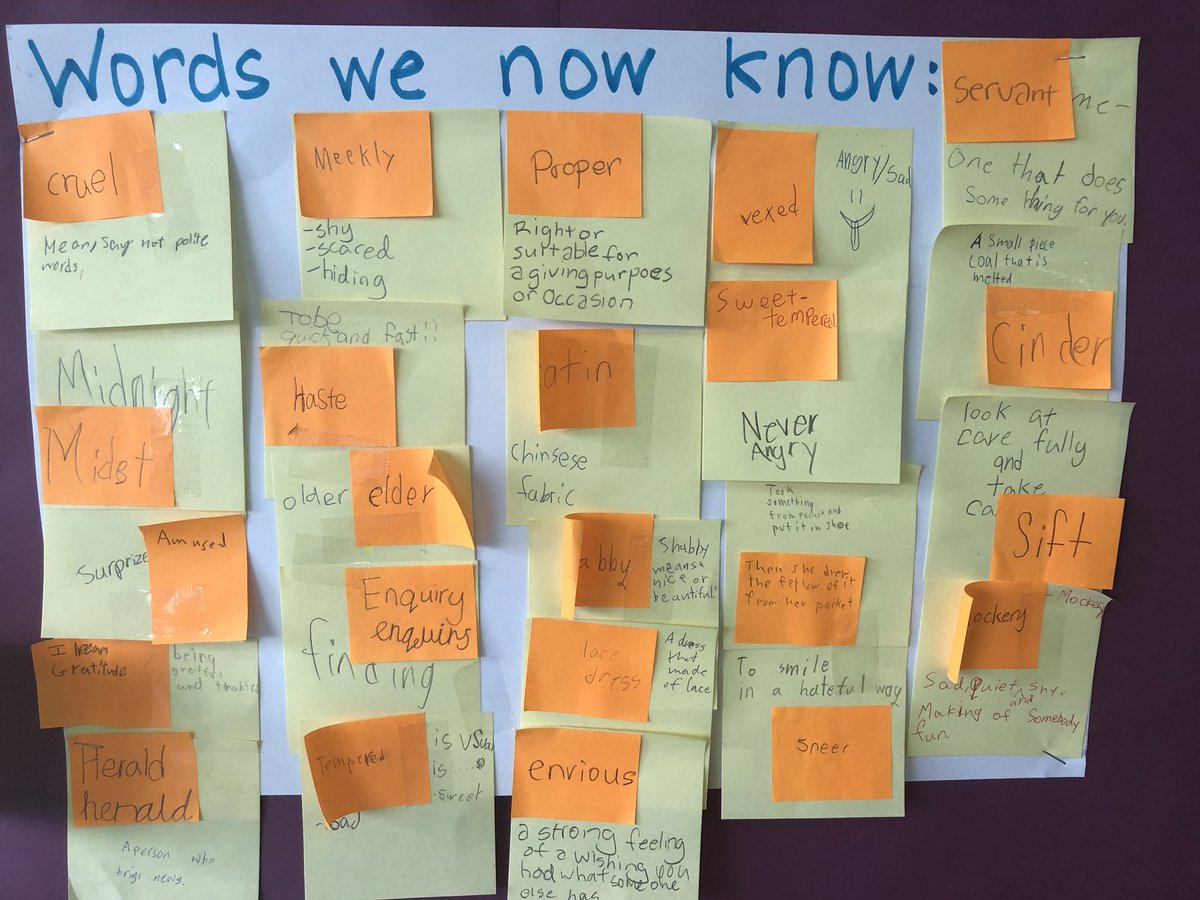 Words we now know:
cruel
Mean, say not polite
words,
Midnight
Midst
Surprize
Amused
I
Gratitude
being
and
Herald
herald
A person who
brigs news.
Meekly
-shy
-scared
-hiding
To be
quick and fast!!
Haste
older
elder
Enquiry
enquiring
finding
Tempered
is
is ....
-sweet
Proper
Right or
suitable for
a giving purpoes
or Occasion
atin
Chinsese
fabric
abby
Shabby
means
nice or
beautiful."
lace
dress
A dress
that
made
of lace
envious
a strong feeling
of a wishing you
had what someone
else has
vexed
Angry/Sad
Sweet-
tempered
Never
Angry
Took
something
from pocket and
put it on shoe
Then she drew
the fellow of it
from her pocket
To smile
in a hateful way
Sneer
Servant
One that does
Some thing for you.
A Small piece
coal that is
melted
Cinder
look at
care fully
and
take
ca
Sift
ockery
- Mockery
Sad, Quiet, shy.
and
Making of Somebody
fun.